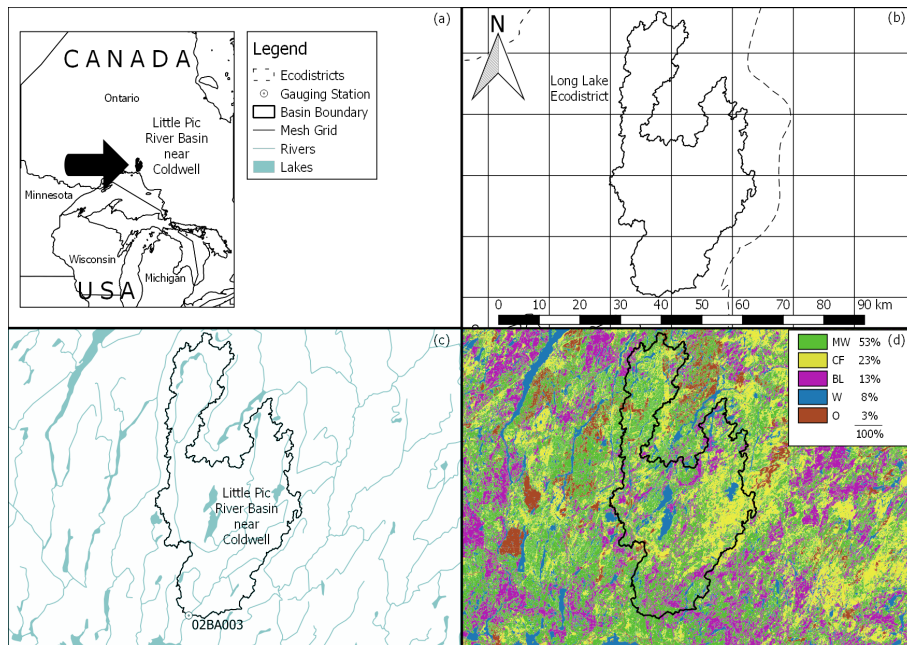 (a)
CANADA
Ontario
Little Pic
River Basin
near
Coldwell
Minnesota
Wisconsin
Michigan
USA
Legend
Ecodistricts
Gauging Station
Basin Boundary
Mesh Grid
Rivers
Lakes
(b)
N
Long Lake
Ecodistrict
0 10 20 30 40 50 60 70 80 90 km
(c)
Little Pic
River Basin
near
Coldwell
02BA003
(d)
MW 53%
CF 23%
BL 13%
W 8%
O 3%
100%